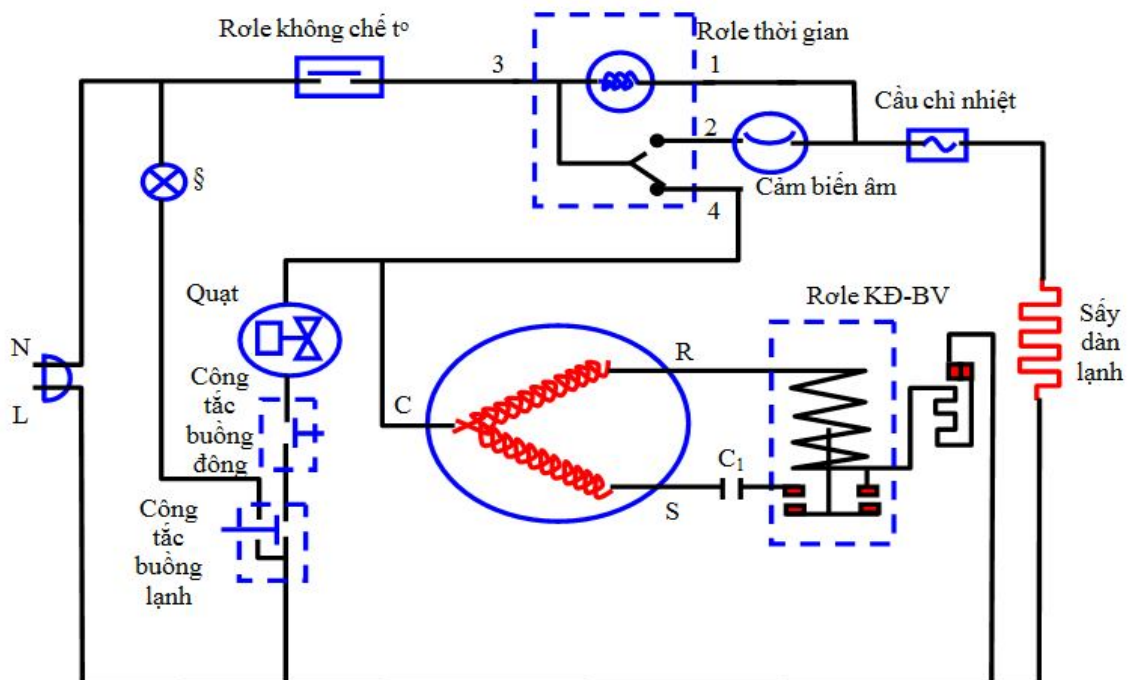 Rơle không chế tº
Rơle thời gian
3
1
Cầu chì nhiệt
2
§
Cảm biến âm
4
Quạt
Rơle KĐ-BV
Sấy
dàn
lạnh
R
N
L
Công
tắc
buồng
đông
C
C₁
S
Công
tắc
buồng
lạnh